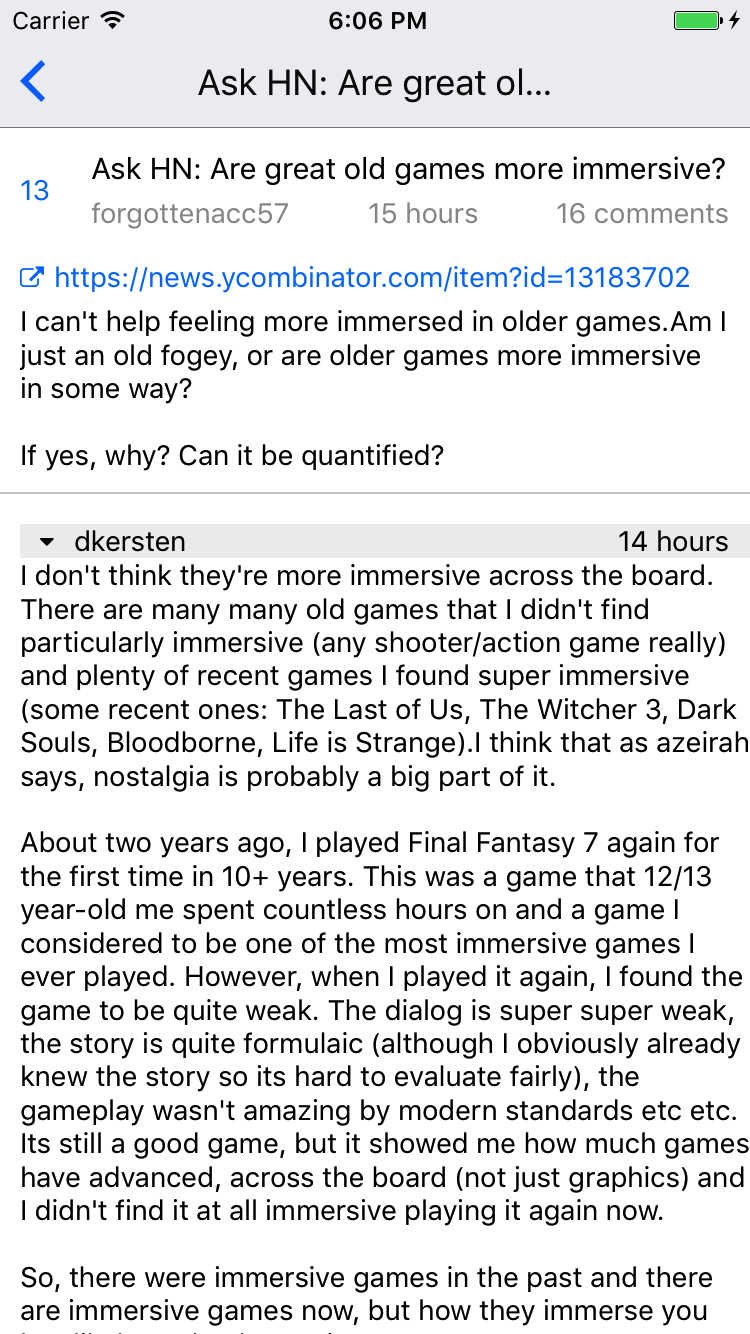 Carrier 6:06 PM
Ask HN: Are great ol...
Ask HN: Are great old games more immersive?
13
forgottenacc57 15 hours 16 comments
https://news.ycombinator.com/item?id=13183702
I can't help feeling more immersed in older games.Am I
just an old fogey, or are older games more immersive
in some way?
If yes, why? Can it be quantified?
dkersten 14 hours
I don't think they're more immersive across the board.
There are many many old games that I didn't find
particularly immersive (any shooter/action game really)
and plenty of recent games I found super immersive
(some recent ones: The Last of Us, The Witcher 3, Dark
Souls, Bloodborne, Life is Strange).I think that as azeirah
says, nostalgia is probably a big part of it.
About two years ago, I played Final Fantasy 7 again for
the first time in 10+ years. This was a game that 12/13
year-old me spent countless hours on and a game I
considered to be one of the most immersive games I
ever played. However, when I played it again, I found the
game to be quite weak. The dialog is super super weak,
the story is quite formulaic (although I obviously already
knew the story so its hard to evaluate fairly), the
gameplay wasn't amazing by modern standards etc etc.
Its still a good game, but it showed me how much games
have advanced, across the board (not just graphics) and
I didn't find it at all immersive playing it again now.
So, there were immersive games in the past and there
are immersive games now, but how they immerse you